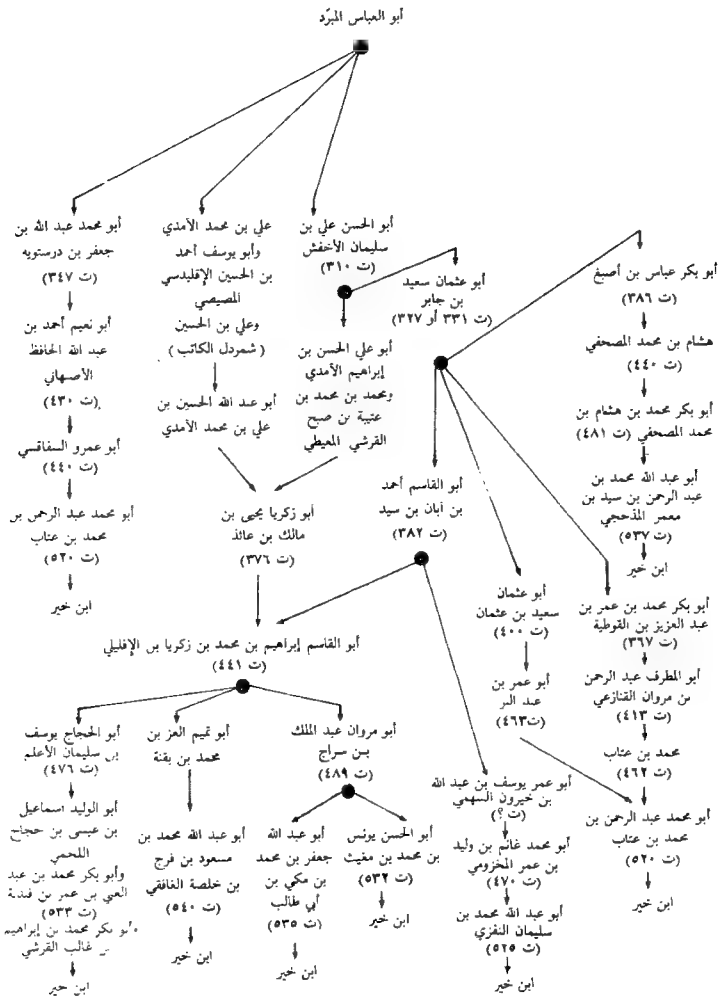 أبو العباس المبرّد
أبو محمد عبد الله بن
جعفر بن درستويه
(ت ٣٤٧)
علي بن محمد الآمدي
وأبو يوسف أحمد
بن الحسين الإقليدسي
المصيصي
وعلي بن الحسين
(شمردل الكاتب)
أبو الحسن علي بن
سليمان الأخفش
(ت ٣١٠)
أبو عثمان سعيد
بن جابر
(ت ٣٣١ أو ٣٢٧)
أبو بكر عباس بن أصبغ
(ت ٣٨٦)
هشام بن محمد المصحفي
(ت ٤٤٠)
أبو بكر محمد بن هشام بن
محمد المصحفي (ت ٤٨١)
أبو عبد الله محمد بن
عبد الرحمن بن سيد بن
معمر المذحجي
(ت ٥٣٧)
ابن خير
أبو نعيم أحمد بن
عبد الله الحافظ
الأصبهاني
(ت ٤٣٠)
أبو عمرو السفاقسي
(ت ٤٤٠)
أبو محمد عبد الرحمن بن
محمد بن عتاب
(ت ٥٢٠)
ابن خير
أبو عبد الله الحسين بن
علي بن محمد الآمدي
أبو علي الحسن بن
إبراهيم الآمدي
ومحمد بن محمد بن
عتيبة بن صبح
القرشي المعيطي
أبو زكريا يحيى بن
مالك بن عائذ
(ت ٣٧٦)
أبو القاسم أحمد
بن أبان بن سيد
(ت ٣٨٢)
أبو عثمان
سعيد بن عثمان
(ت ٤٠٠)
أبو عمر بن
عبد البر
(ت٤٦٣)
أبو بكر محمد بن عمر بن
عبد العزيز بن القوطية
(ت ٣٦٧)
أبو المطرف عبد الرحمن
بن مروان القنازعي
(ت ٤١٣)
محمد بن عتاب
(ت ٤٦٢)
أبو محمد عبد الرحمن بن
محمد بن عتاب
(ت ٥٢٠)
ابن خير
أبو القاسم إبراهيم بن محمد بن زكريا بن الإفليلي
(ت ٤٤١)
أبو الحجاج يوسف
بن سليمان الأعلم
(ت ٤٧٦)
أبو الوليد اسماعيل
بن عيسى بن حجاج
اللخمي
وأبو بكر محمد بن عبد
الغني بن عمر بن فندلة
(ت ٥٣٣)
وأبو بكر محمد بن إبراهيم
بن غالب القرشي
ابن خير
أبو تميم العز بن
محمد بن بقنة
أبو عبد الله محمد بن
مسعود بن فرج
بن خلصة الغافقي
(ت ٥٤٠)
ابن خير
أبو مروان عبد الملك
بن سراج
(ت ٤٨٩)
أبو عبد الله
جعفر بن محمد
بن مكي بن
أبي طالب
(ت ٥٣٥)
ابن خير
أبو الحسن يونس
بن محمد بن مغيث
(ت ٥٣٢)
ابن خير
أبو عمر يوسف بن عبد الله
بن خيرون السهمي
(ت ؟)
أبو محمد غانم بن وليد
بن عمر المخزومي
(ت ٤٧٠)
أبو عبد الله محمد بن
سليمان النفزي
(ت ٥٢٥)
ابن خير